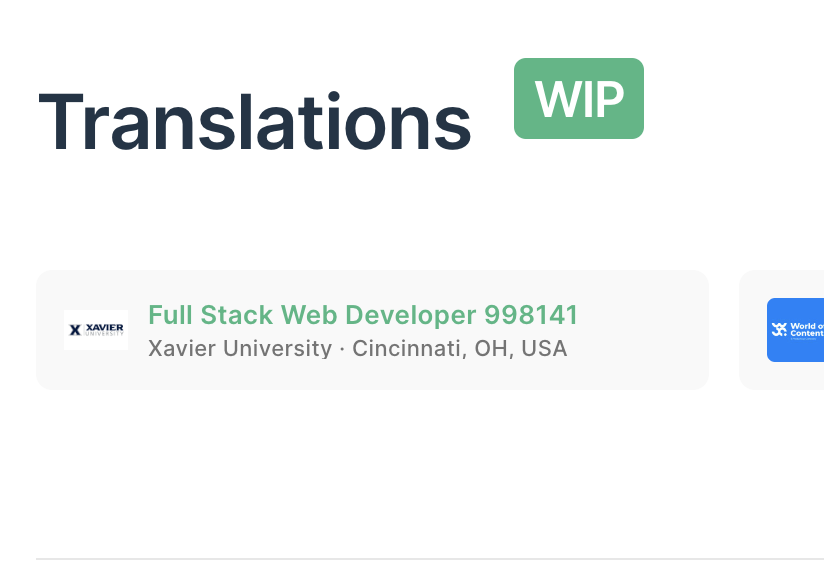 Translations
WIP
XAVIER
UNIVERSITY
Full Stack Web Developer 998141
Xavier University · Cincinnati, OH, USA
World
Content